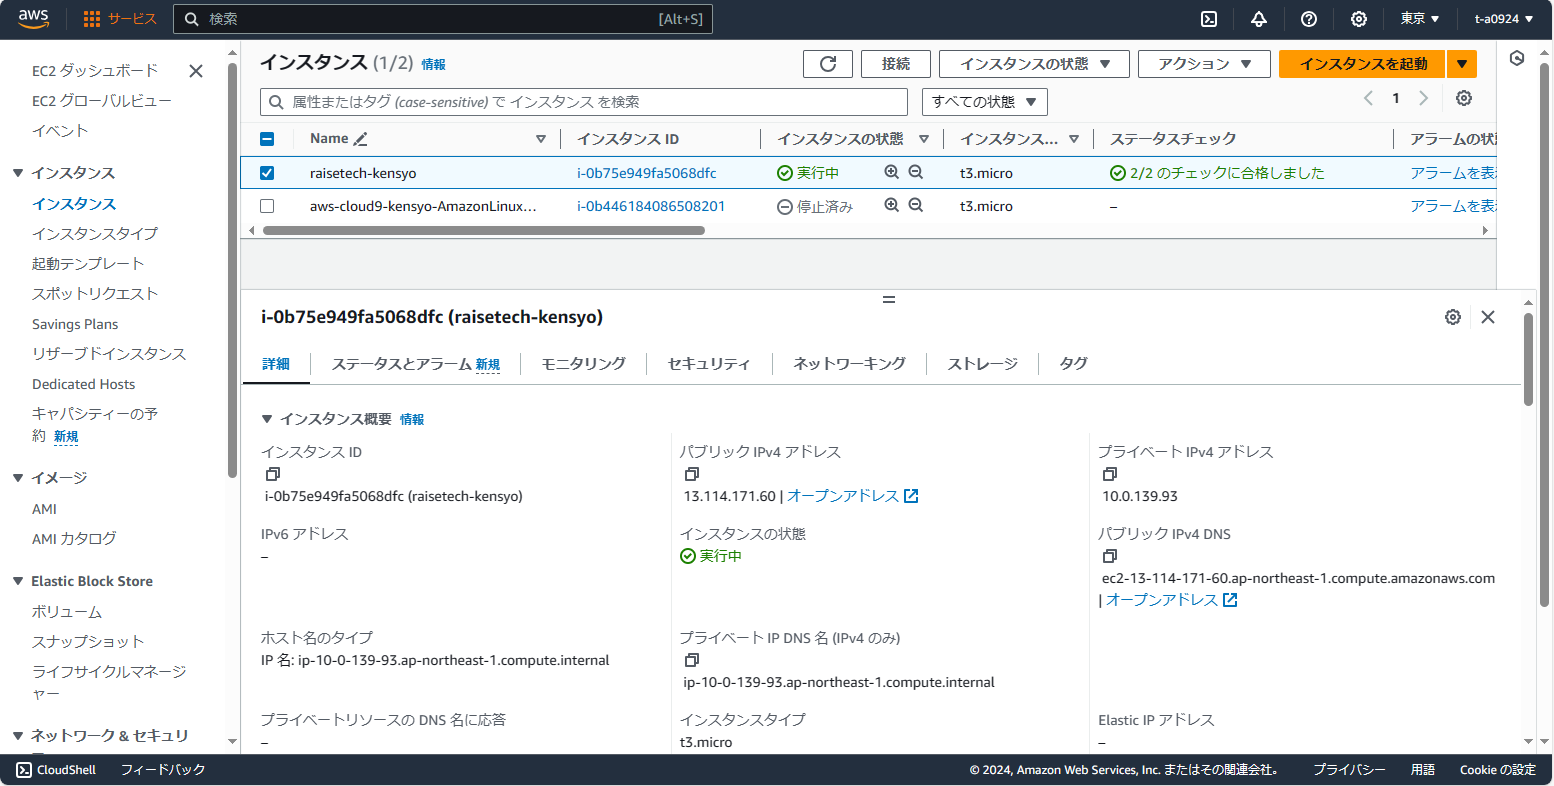 aws
サービス
検索
[Alt+S]
東京 ▼
t-a0924 ▼
EC2 ダッシュボード
EC2 グローバルビュー
イベント
▼ インスタンス
インスタンス
インスタンスタイプ
起動テンプレート
スポットリクエスト
Savings Plans
リザーブドインスタンス
Dedicated Hosts
キャパシティーの予
約 新規
▼ イメージ
AMI
AMI カタログ
▼ Elastic Block Store
ボリューム
スナップショット
ライフサイクルマネージ
ャー
▼ ネットワーク & セキュリ
インスタンス (1/2) 情報
接続
インスタンスの状態 ▼
アクション ▼
インスタンスを起動 ▼
属性またはタグ (case-sensitive) で インスタンス を検索
すべての状態 ▼
1
Name
インスタンス ID
インスタンスの状態
インスタンス...
ステータスチェック
アラームの状
raisetech-kensyo
i-0b75e949fa5068dfc
実行中
t3.micro
2/2 のチェックに合格しました
アラームを表
aws-cloud9-kensyo-AmazonLinux...
i-0b446184086508201
停止済み
t3.micro
–
アラームを表
i-0b75e949fa5068dfc (raisetech-kensyo)
詳細
ステータスとアラーム 新規
モニタリング
セキュリティ
ネットワーキング
ストレージ
タグ
▼ インスタンス概要 情報
インスタンス ID
i-0b75e949fa5068dfc (raisetech-kensyo)
パブリック IPv4 アドレス
13.114.171.60 | オープンアドレス
プライベート IPv4 アドレス
10.0.139.93
IPv6 アドレス
–
インスタンスの状態
実行中
パブリック IPv4 DNS
ec2-13-114-171-60.ap-northeast-1.compute.amazonaws.com
| オープンアドレス
ホスト名のタイプ
IP 名: ip-10-0-139-93.ap-northeast-1.compute.internal
プライベート IP DNS 名 (IPv4 のみ)
ip-10-0-139-93.ap-northeast-1.compute.internal
プライベートリソースの DNS 名に応答
–
インスタンスタイプ
t3.micro
Elastic IP アドレス
–
CloudShell
フィードバック
© 2024, Amazon Web Services, Inc. またはその関連会社。
プライバシー
用語
Cookie の設定